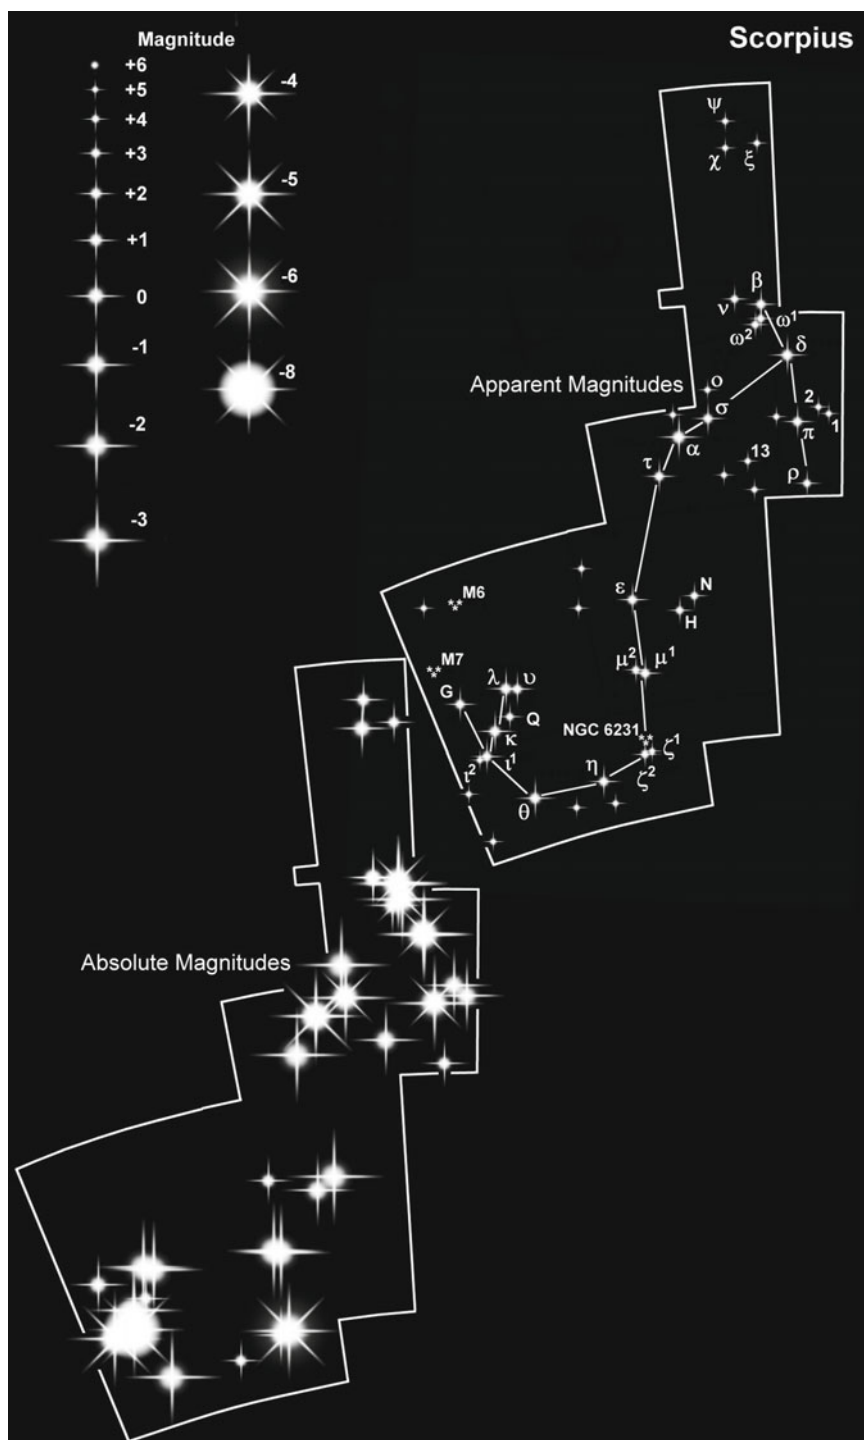 Scorpius
Magnitude
+6
+5
+4
+3
+2
+1
0
-1
-2
-3
-4
-5
-6
-8
ψ
χ ξ
β
ν
ω¹
ω²
δ
Apparent Magnitudes
ο
σ
2
1
π
α
13
τ
ρ
ε
N
H
M6
μ² μ¹
M7
λ υ
G
Q
NGC 6231
κ
ζ¹
ι² ι¹
ζ²
η
θ
Absolute Magnitudes